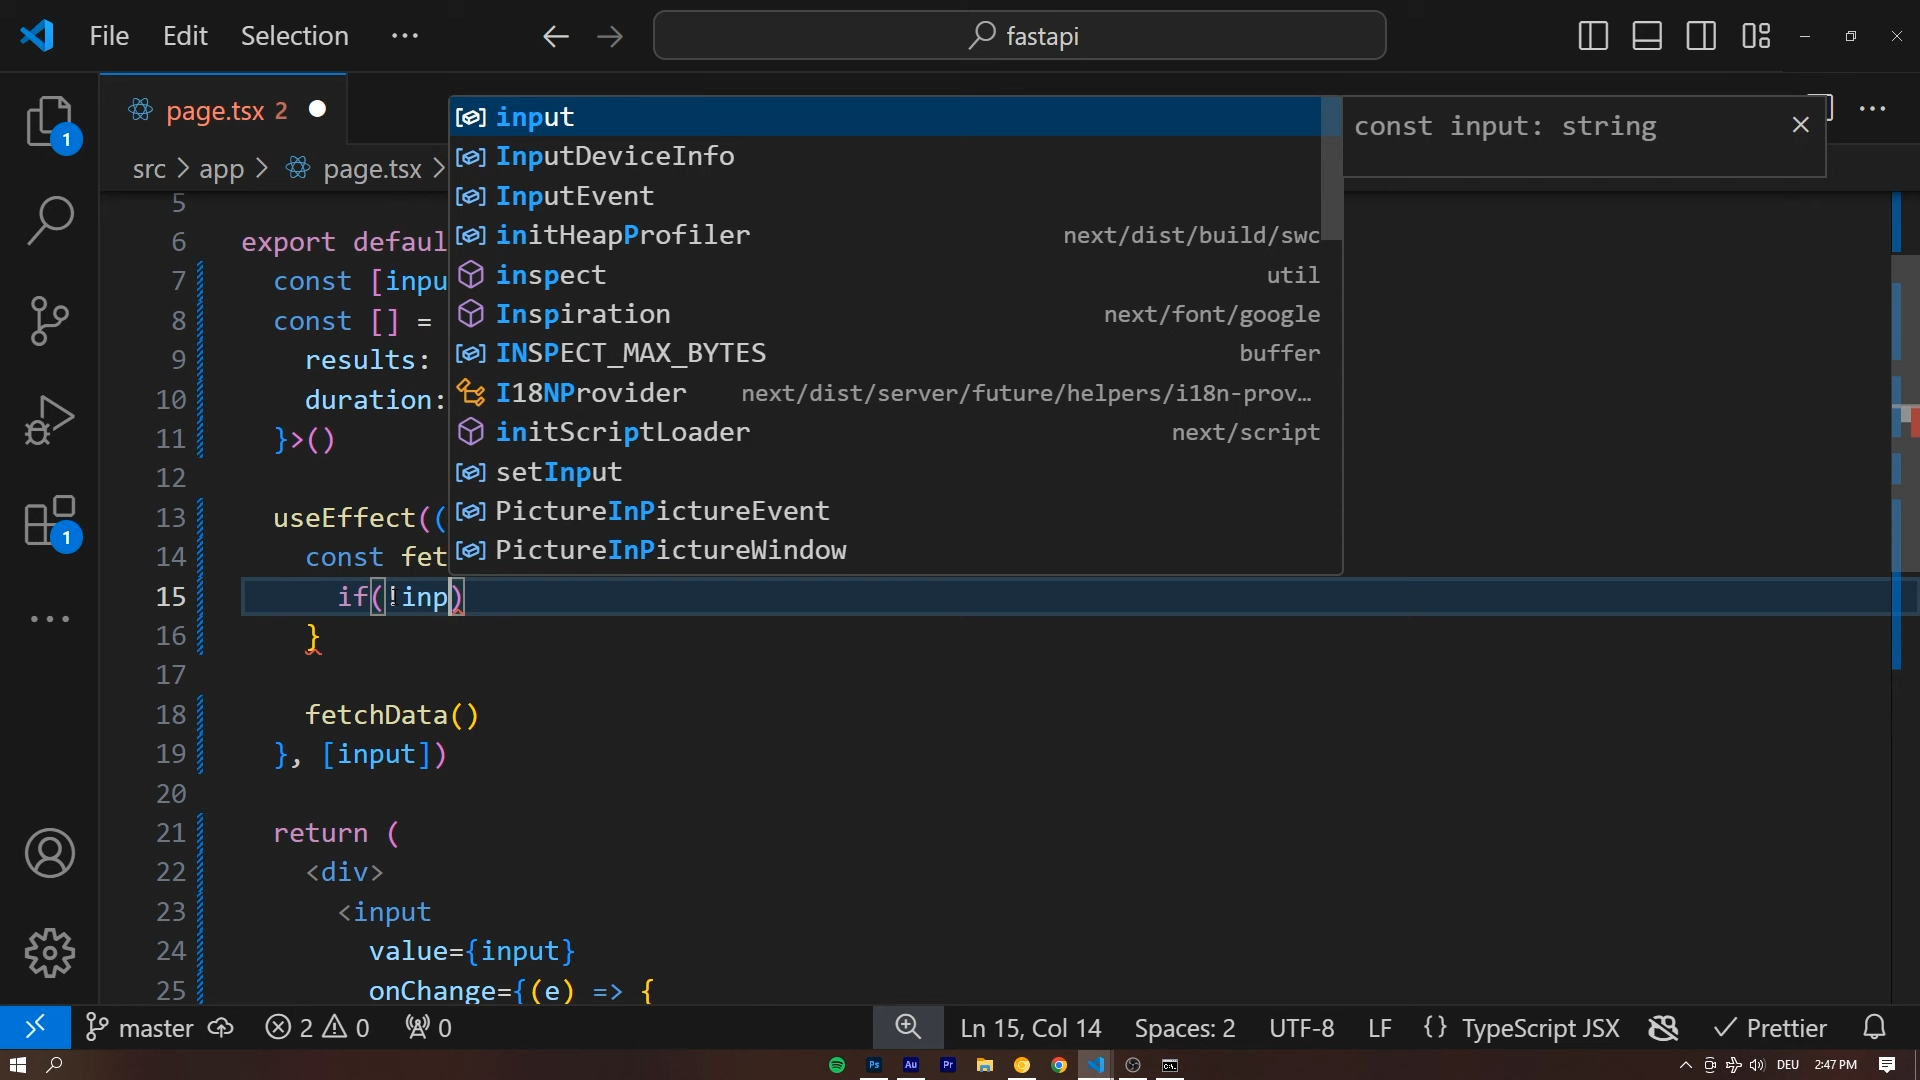 File Edit Selection ··· fastapi
page.tsx 2
src > app > page.tsx >
const input: string
input
InputDeviceInfo
InputEvent
initHeapProfiler next/dist/build/swc
inspect util
Inspiration next/font/google
INSPECT_MAX_BYTES buffer
I18NProvider next/dist/server/future/helpers/i18n-prov…
initScriptLoader next/script
setInput
PictureInPictureEvent
PictureInPictureWindow
5
6 export defaul
7 const [inpu
8 const [] =
9 results:
10 duration:
11 }>()
12
13 useEffect((
14 const fet
15 if(!inp)
16 }
17
18 fetchData()
19 }, [input])
20
21 return (
22 <div>
23 <input
24 value={input}
25 onChange={(e) => {
1
1
master 2 0 0 Ln 15, Col 14 Spaces: 2 UTF-8 LF {} TypeScript JSX Prettier
Ps Au Pr DEU 2:47 PM